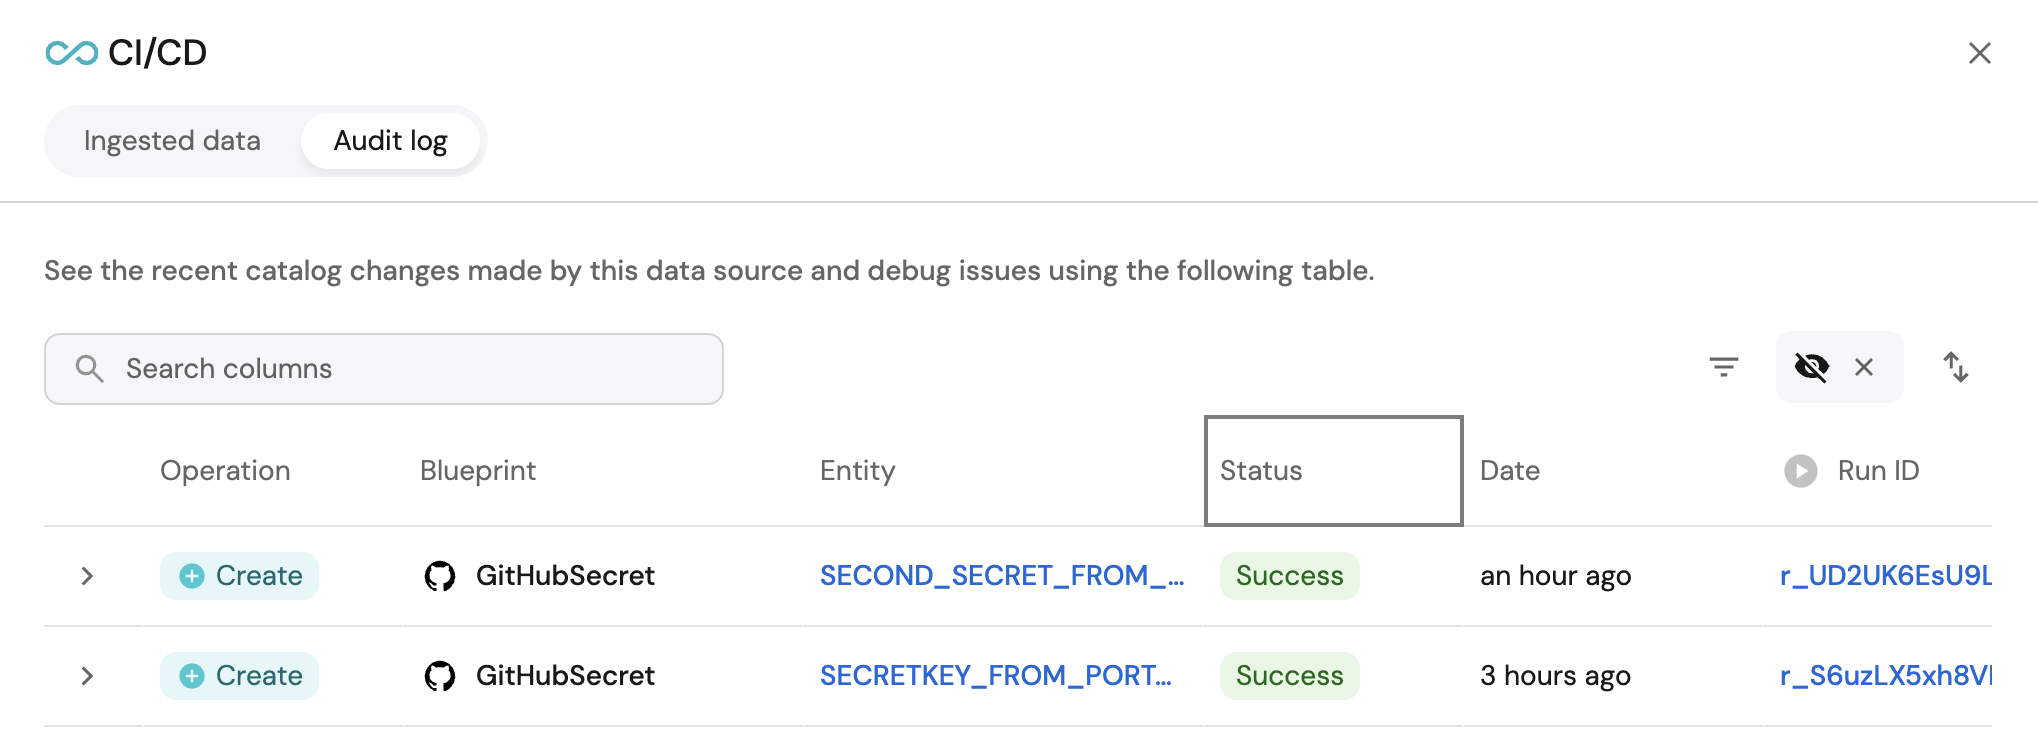 CI/CD
Ingested data Audit log
See the recent catalog changes made by this data source and debug issues using the following table.
Search columns
Operation Blueprint Entity Status Date Run ID
Create GitHubSecret SECOND_SECRET_FROM_... Success an hour ago r_UD2UK6EsU9L
Create GitHubSecret SECRETKEY_FROM_PORT... Success 3 hours ago r_S6uzLX5xh8V